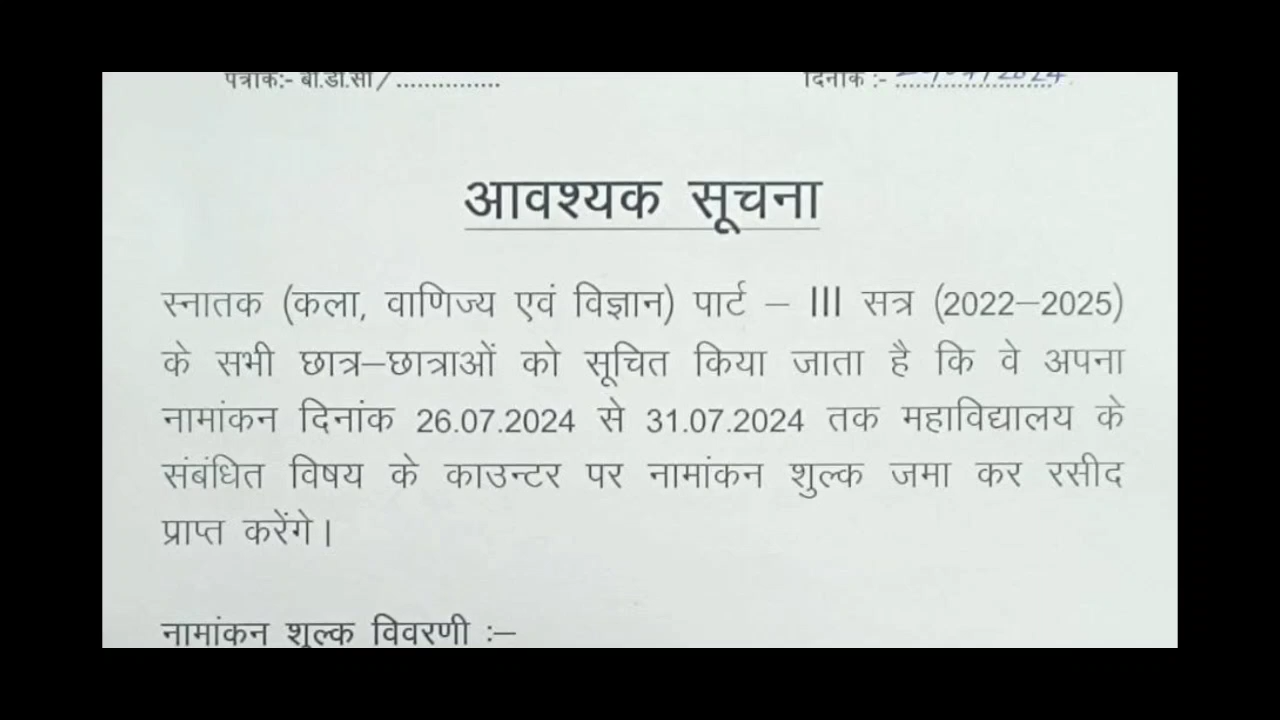 पत्रांक:- बी.डी.सी/ ...............
दिनांक :- ......................
आवश्यक सूचना
स्नातक (कला, वाणिज्य एवं विज्ञान) पार्ट – III सत्र (2022–2025)
के सभी छात्र–छात्राओं को सूचित किया जाता है कि वे अपना
नामांकन दिनांक 26.07.2024 से 31.07.2024 तक महाविद्यालय के
संबंधित विषय के काउन्टर पर नामांकन शुल्क जमा कर रसीद
प्राप्त करेंगे।
नामांकन शुल्क विवरणी :–